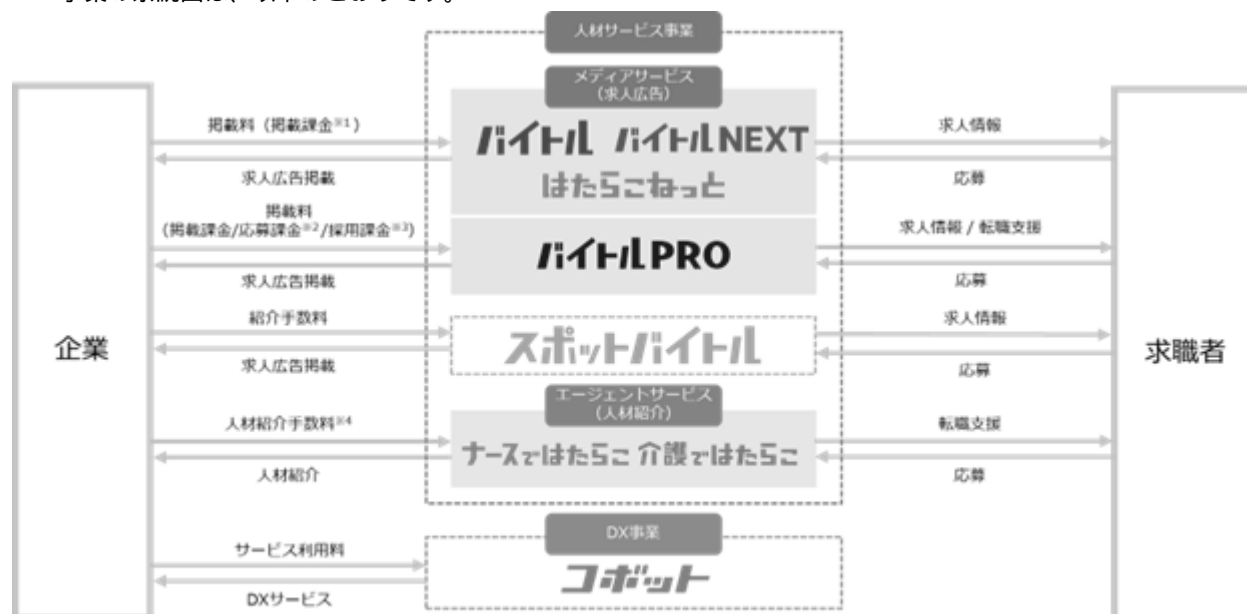 事業の系統図は、以下のとおりです。
人材サービス事業
メディアサービス
(求人広告)
掲載料（掲載課金※1）
求人広告掲載
バイトル バイトルNEXT
はたらこねっと
求人情報
応募
掲載料
(掲載課金/応募課金※2/採用課金※3)
求人広告掲載
バイトルPRO
求人情報 / 転職支援
応募
紹介手数料
求人広告掲載
スポットバイトル
求人情報
応募
企業
求職者
エージェントサービス
(人材紹介)
人材紹介手数料※4
人材紹介
ナースではたらこ 介護ではたらこ
転職支援
応募
DX事業
サービス利用料
DXサービス
コボット